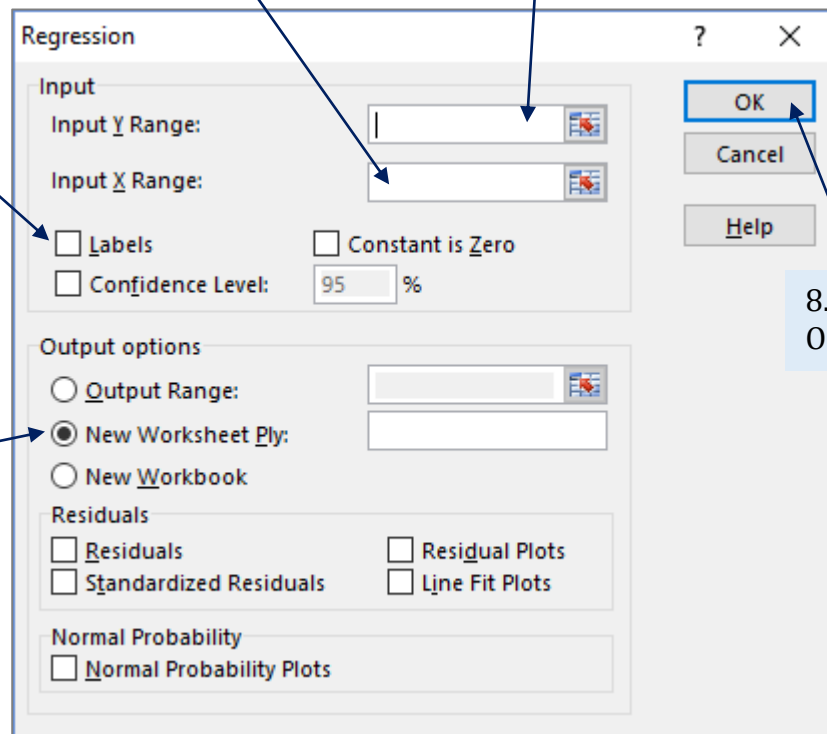 Regression ?
Input
Input Y Range:
Input X Range:
Labels Constant is Zero
Confidence Level: 95 %
OK
Cancel
Help
8.
Output options
Output Range:
New Worksheet Ply:
New Workbook
Residuals
Residuals Residual Plots
Standardized Residuals Line Fit Plots
Normal Probability
Normal Probability Plots